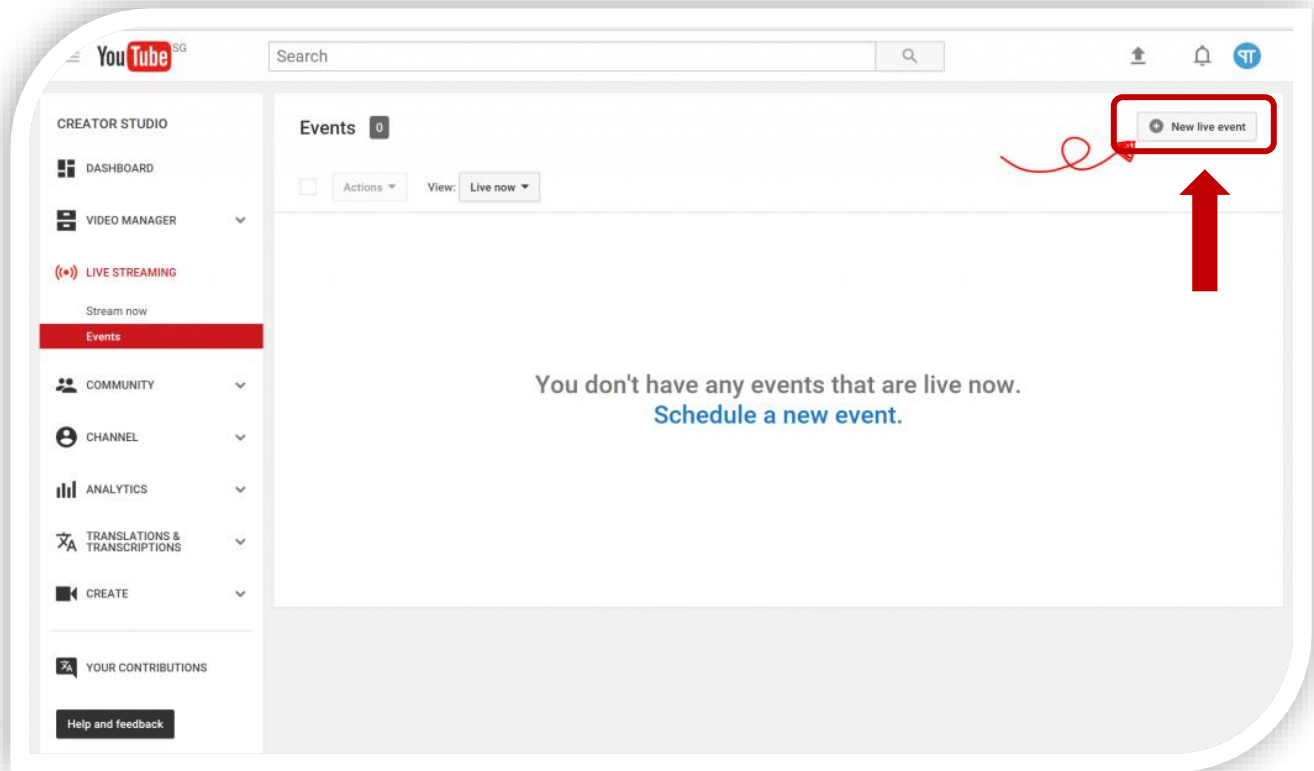 YouTube SG
Search
CREATOR STUDIO
DASHBOARD
VIDEO MANAGER
LIVE STREAMING
Stream now
Events
COMMUNITY
CHANNEL
ANALYTICS
TRANSLATIONS &
TRANSCRIPTIONS
CREATE
YOUR CONTRIBUTIONS
Help and feedback
Events 0
New live event
Actions View: Live now
You don't have any events that are live now.
Schedule a new event.